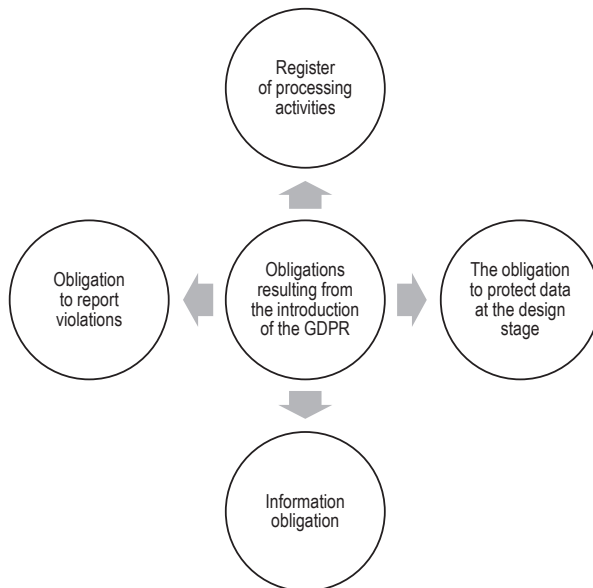 Register
of processing
activities
Obligation
to report
violations
Obligations
resulting from
the introduction
of the GDPR
The obligation
to protect data
at the design
stage
Information
obligation